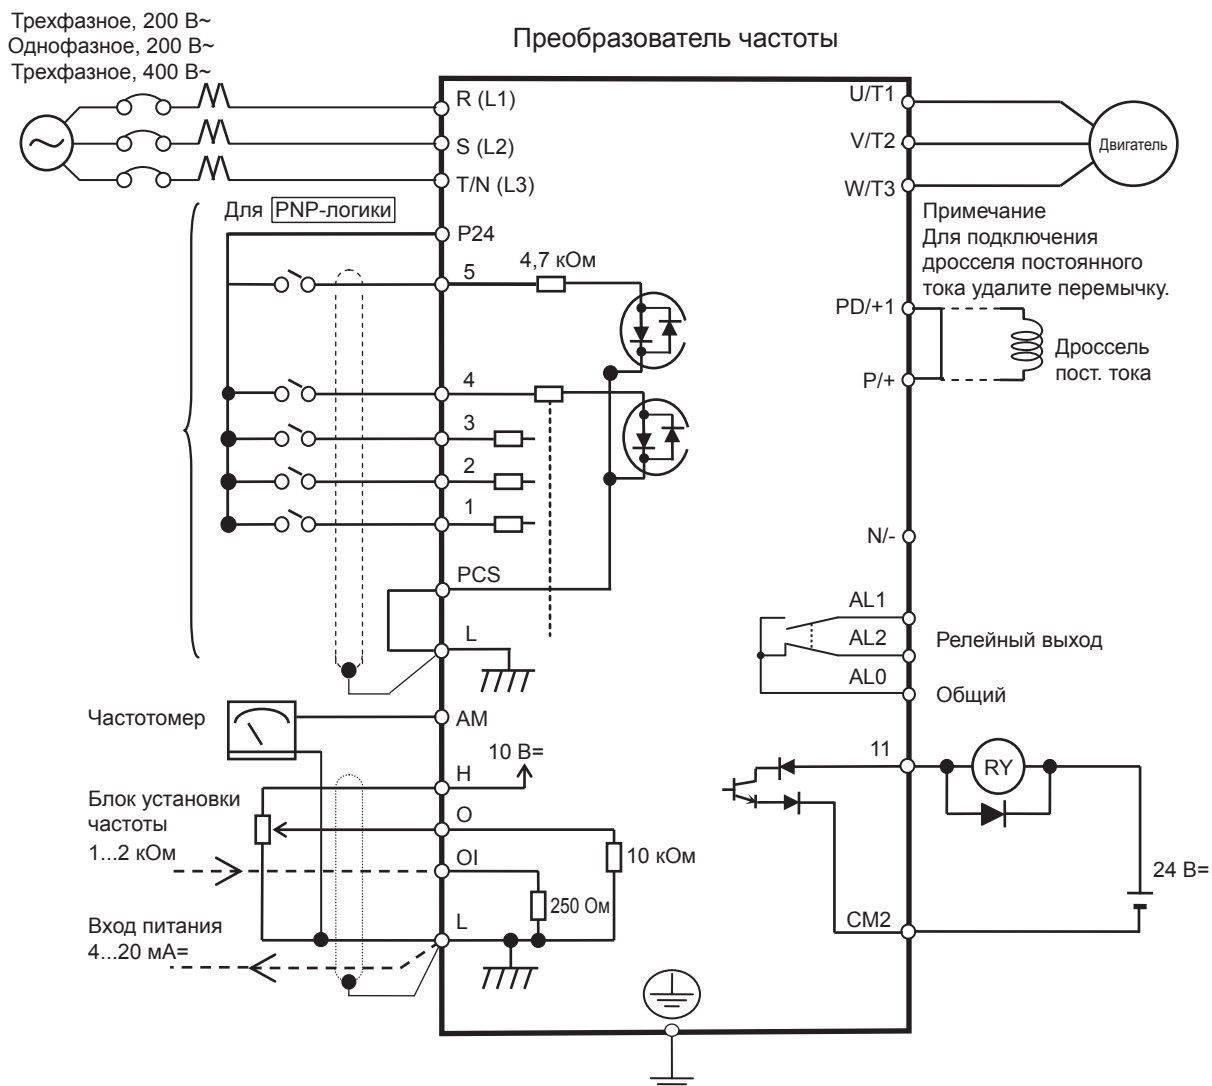 Трехфазное, 200 В~
Однофазное, 200 В~
Трехфазное, 400 В~
Преобразователь частоты
R (L1)
S (L2)
T/N (L3)
U/T1
V/T2
W/T3
Двигатель
Для PNP-логики
P24
5
4,7 кОм
4
3
2
1
PCS
L
Примечание
Для подключения
дросселя постоянного
тока удалите перемычку.
PD/+1
P/+
Дроссель
пост. тока
N/-
AL1
AL2
AL0
Релейный выход
Общий
Частотомер
AM
10 В=
H
O
OI
L
Блок установки
частоты
1...2 кОм
10 кОм
250 Ом
Вход питания
4...20 мА=
11
RY
24 В=
CM2